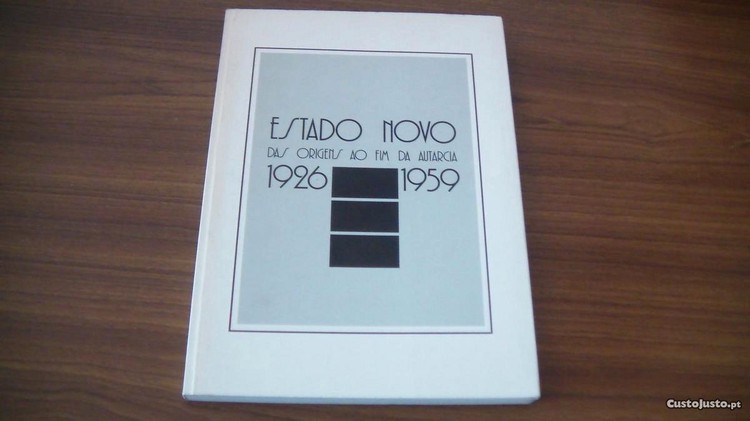 ESTADO NOVO
DAS ORIGENS AO FIM DA AUTARCIA
1926 1959
CustoJusto.pt